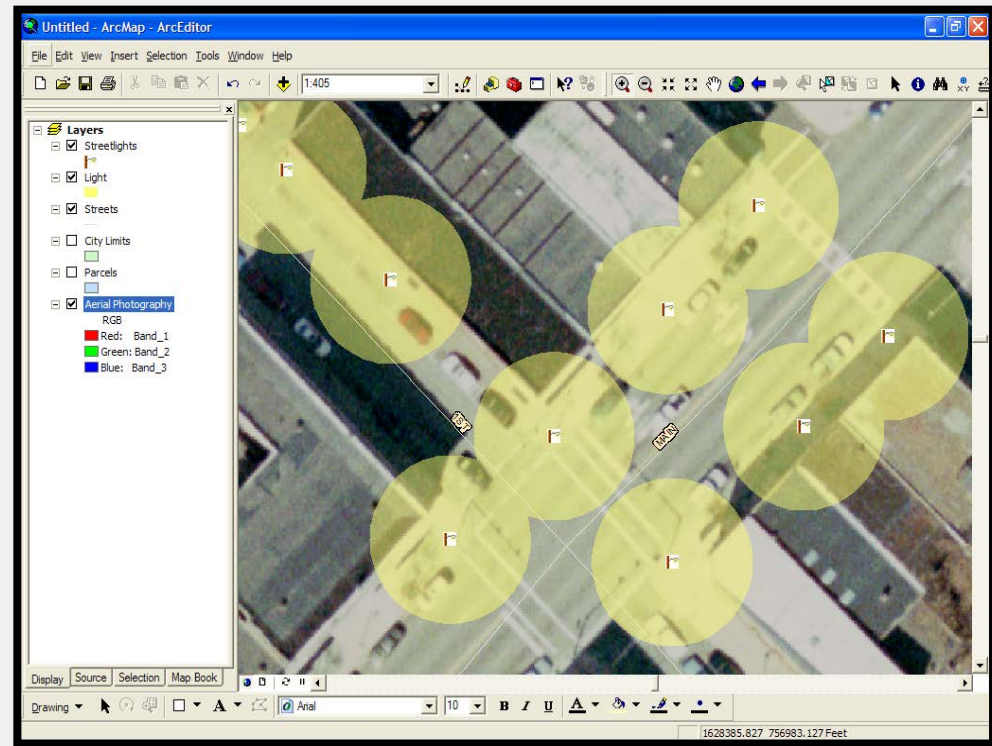 Untitled - ArcMap - ArcEditor
File Edit View Insert Selection Tools Window Help
1:405
Layers
Streetlights
Light
Streets
City Limits
Parcels
Aerial Photography
RGB
Red: Band_1
Green: Band_2
Blue: Band_3
1ST
MAIN
Display Source Selection Map Book
Drawing A Arial 10 B I U A
1628385.827 756983.127 Feet